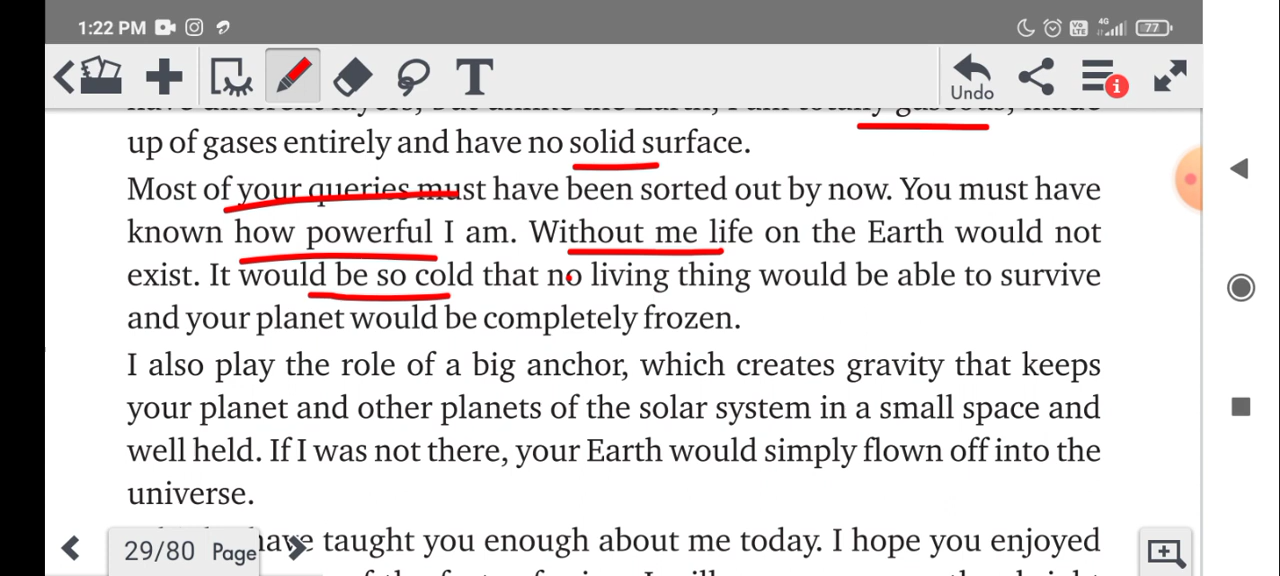 1:22 PM
4G
77
Undo
up of gases entirely and have no solid surface.
Most of your queries must have been sorted out by now. You must have
known how powerful I am. Without me life on the Earth would not
exist. It would be so cold that no living thing would be able to survive
and your planet would be completely frozen.
I also play the role of a big anchor, which creates gravity that keeps
your planet and other planets of the solar system in a small space and
well held. If I was not there, your Earth would simply flown off into the
universe.
have taught you enough about me today. I hope you enjoyed
29/80 Page